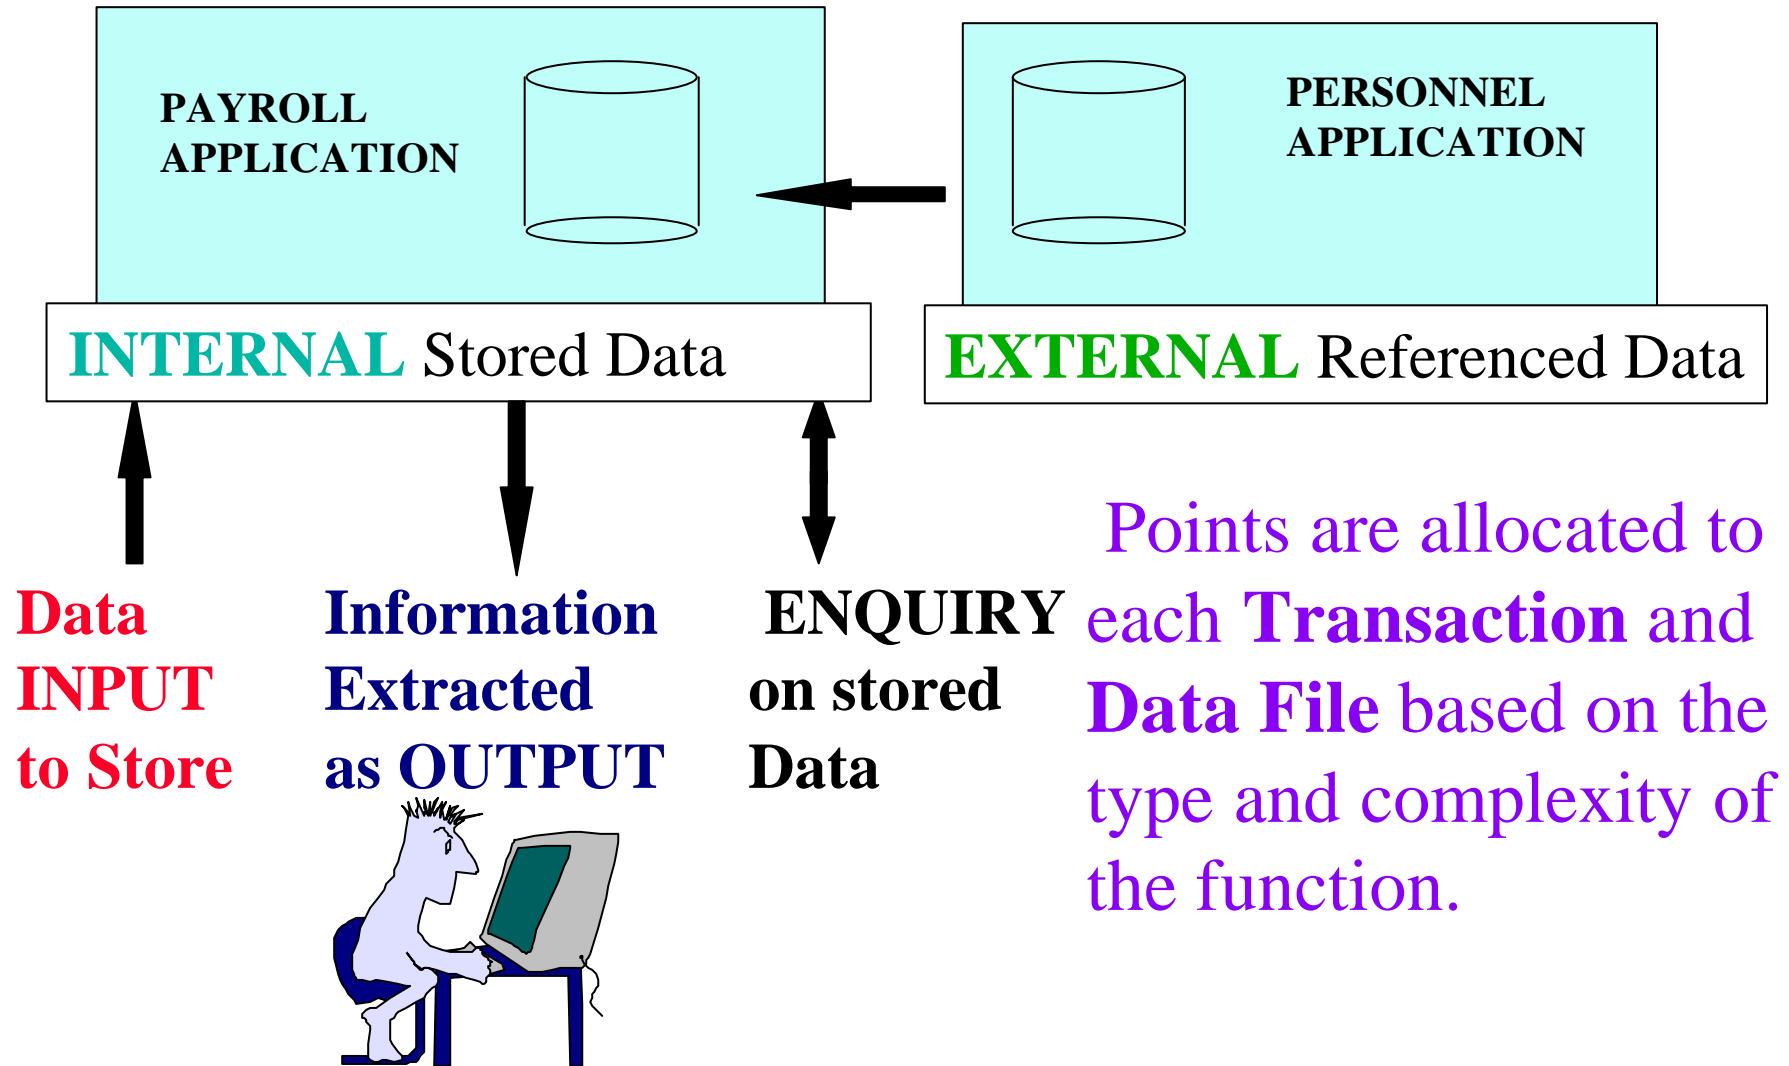 PAYROLL
APPLICATION
PERSONNEL
APPLICATION
INTERNAL Stored Data
EXTERNAL Referenced Data
Data
INPUT
to Store
Information
Extracted
as OUTPUT
ENQUIRY
on stored
Data
Points are allocated to
each Transaction and
Data File based on the
type and complexity of
the function.